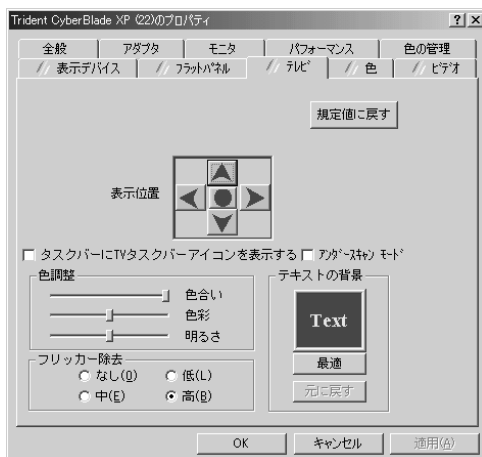 Trident CyberBlade XP (22)のプロパティ
全般 アダプタ モニタ パフォーマンス 色の管理
表示デバイス フラットパネル テレビ 色 ビデオ
規定値に戻す
表示位置
タスクバーにTVタスクバーアイコンを表示する アンダースキャン モード
色調整 テキストの背景
色合い
色彩
明るさ
Text
最適
元に戻す
フリッカー除去
なし(0) 低(L)
中(E) 高(B)
OK キャンセル 適用(A)